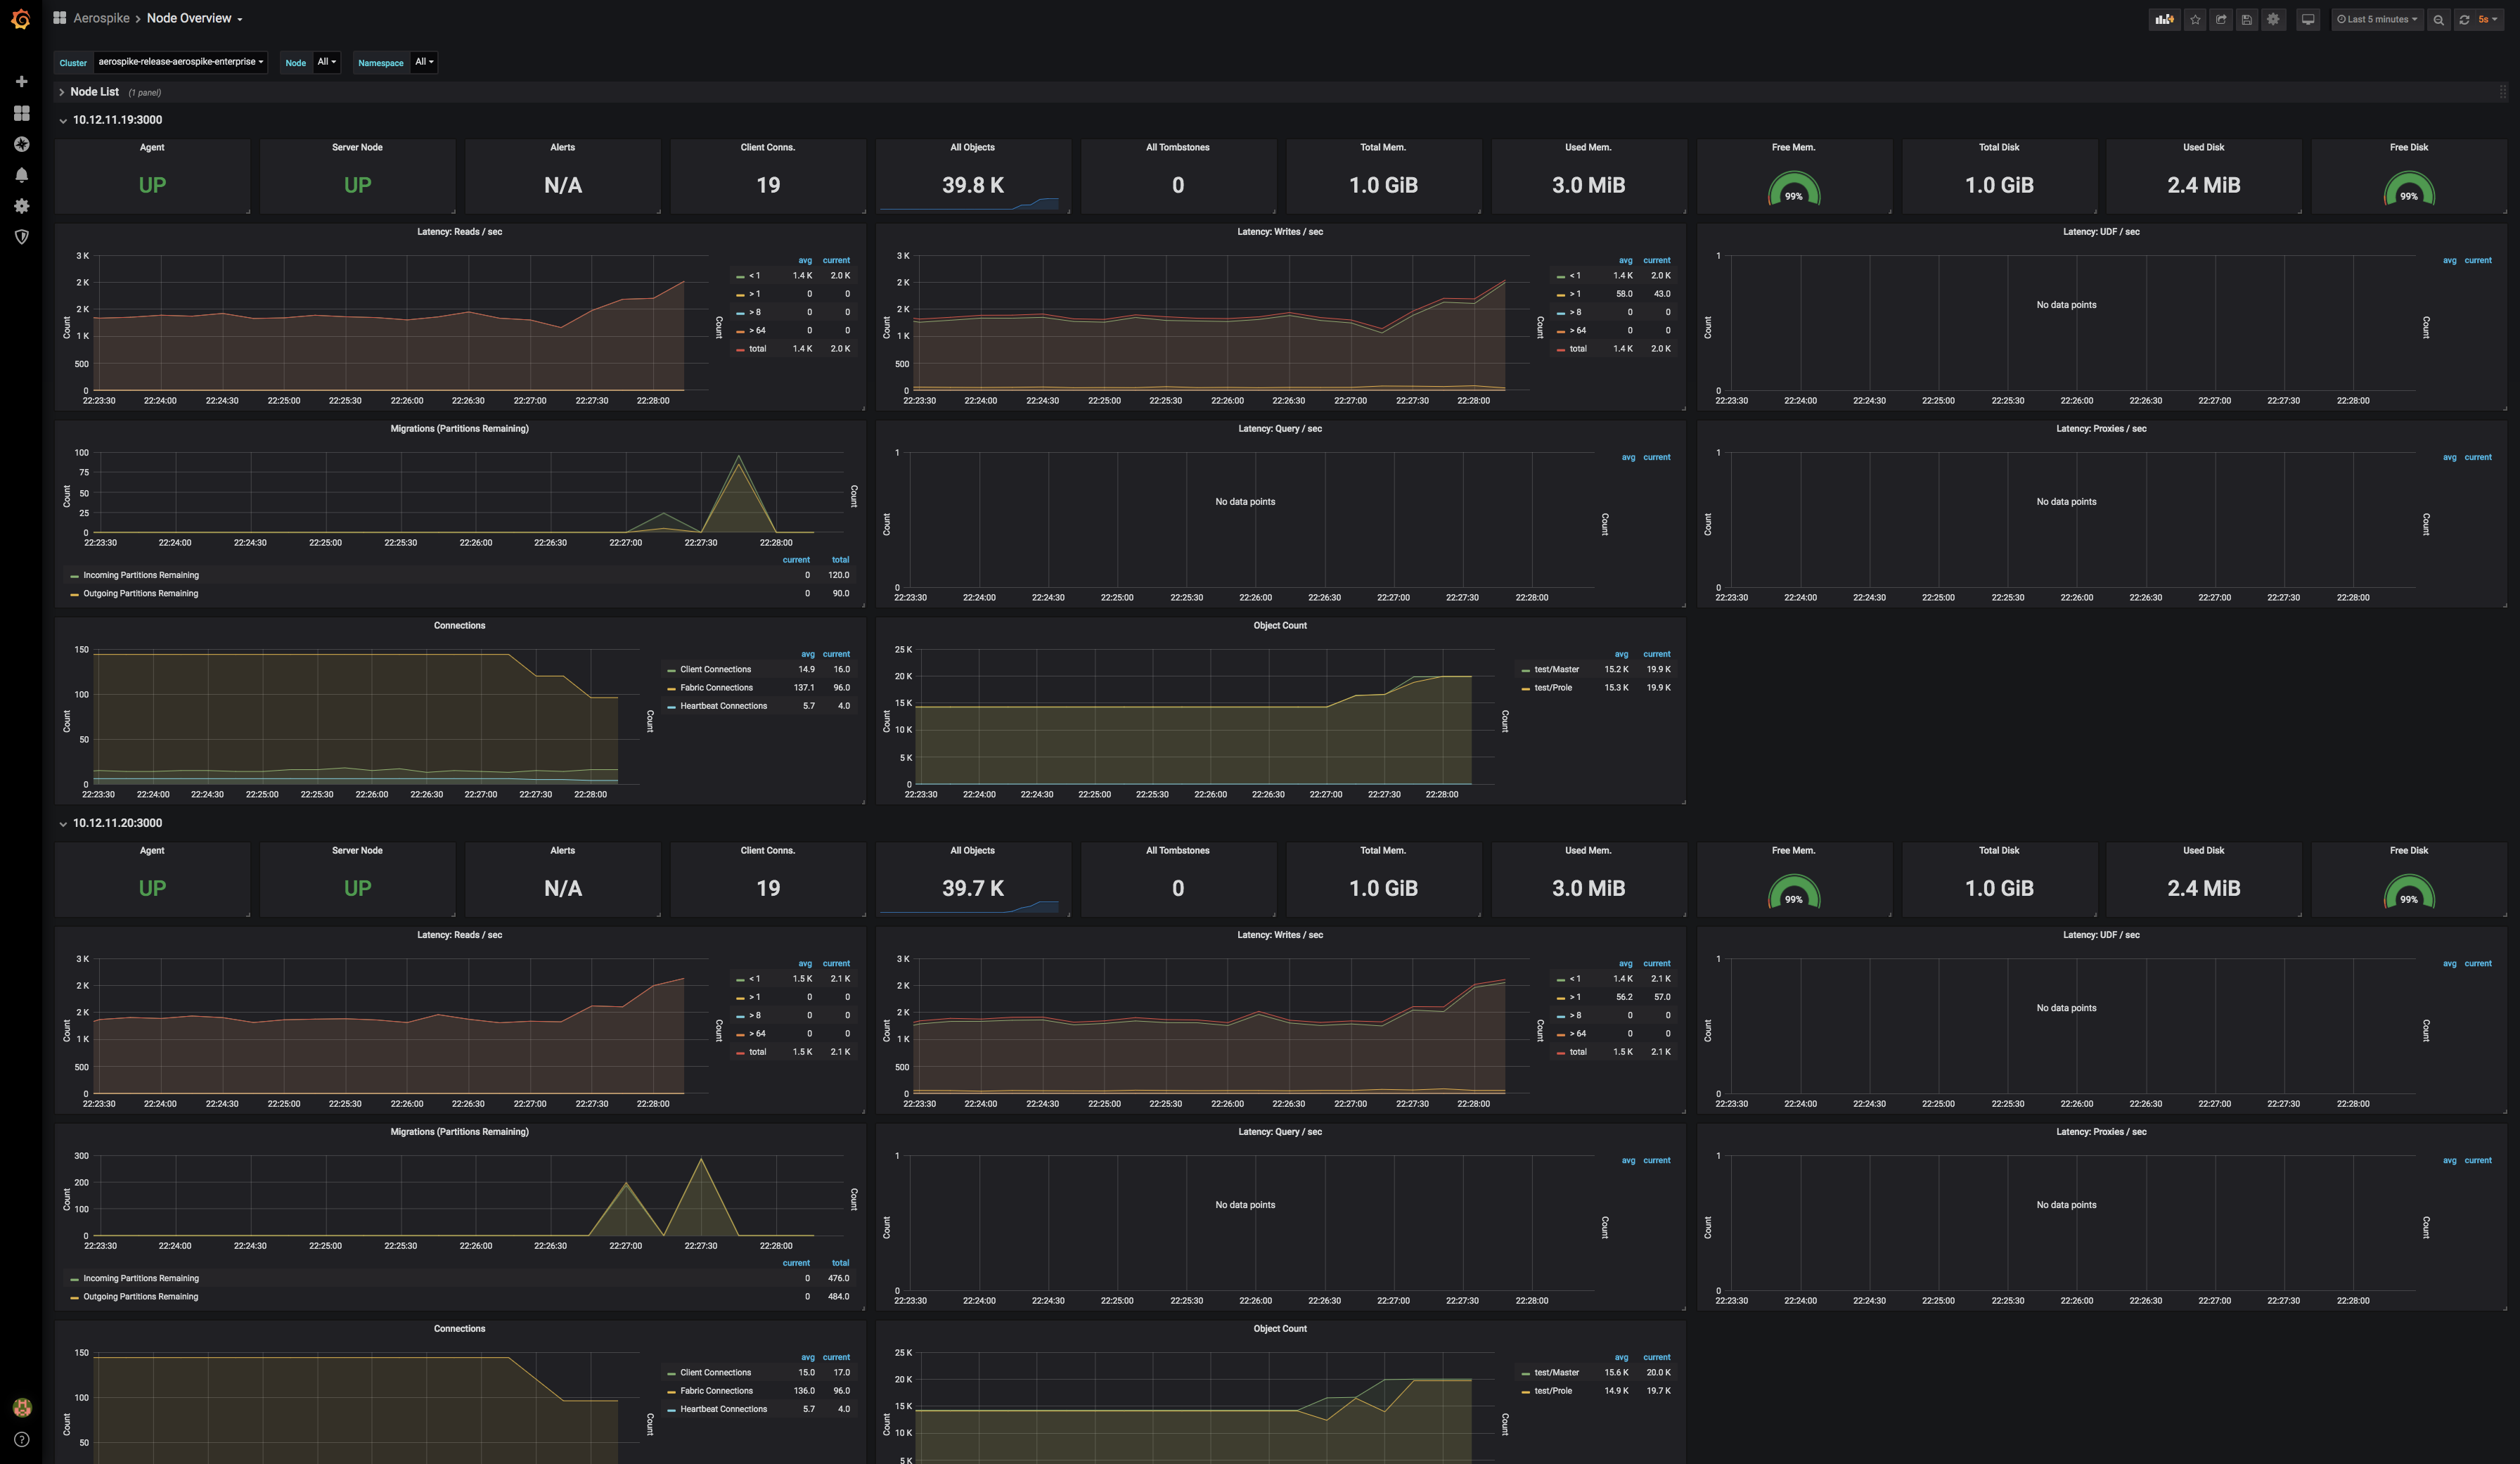 Aerospike > Node Overview
Last 5 minutes
5s
Cluster aerospike-release-aerospike-enterprise Node All Namespace All
Node List (1 panel)
10.12.11.19:3000
Agent
UP
Server Node
UP
Alerts
N/A
Client Conns.
19
All Objects
39.8 K
All Tombstones
0
Total Mem.
1.0 GiB
Used Mem.
3.0 MiB
Free Mem.
99%
Total Disk
1.0 GiB
Used Disk
2.4 MiB
Free Disk
99%
Latency: Reads / sec
3 K
2 K
2 K
1 K
500
0
Count
22:23:30 22:24:00 22:24:30 22:25:00 22:25:30 22:26:00 22:26:30 22:27:00 22:27:30 22:28:00
Count
avg current
< 1 1.4 K 2.0 K
> 1 0 0
> 8 0 0
> 64 0 0
total 1.4 K 2.0 K
Latency: Writes / sec
3 K
2 K
2 K
1 K
500
0
Count
22:23:30 22:24:00 22:24:30 22:25:00 22:25:30 22:26:00 22:26:30 22:27:00 22:27:30 22:28:00
Count
avg current
< 1 1.4 K 2.0 K
> 1 58.0 43.0
> 8 0 0
> 64 0 0
total 1.4 K 2.0 K
Latency: UDF / sec
1
0
Count
No data points
22:23:30 22:24:00 22:24:30 22:25:00 22:25:30 22:26:00 22:26:30 22:27:00 22:27:30 22:28:00
Count
avg current
Migrations (Partitions Remaining)
100
75
50
25
0
Count
22:23:30 22:24:00 22:24:30 22:25:00 22:25:30 22:26:00 22:26:30 22:27:00 22:27:30 22:28:00
Count
current total
Incoming Partitions Remaining 0 120.0
Outgoing Partitions Remaining 0 90.0
Latency: Query / sec
1
0
Count
No data points
22:23:30 22:24:00 22:24:30 22:25:00 22:25:30 22:26:00 22:26:30 22:27:00 22:27:30 22:28:00
Count
avg current
Latency: Proxies / sec
1
0
Count
No data points
22:23:30 22:24:00 22:24:30 22:25:00 22:25:30 22:26:00 22:26:30 22:27:00 22:27:30 22:28:00
Count
avg current
Connections
150
100
50
0
Count
22:23:30 22:24:00 22:24:30 22:25:00 22:25:30 22:26:00 22:26:30 22:27:00 22:27:30 22:28:00
Count
avg current
Client Connections 14.9 16.0
Fabric Connections 137.1 96.0
Heartbeat Connections 5.7 4.0
Object Count
25 K
20 K
15 K
10 K
5 K
0
Count
22:23:30 22:24:00 22:24:30 22:25:00 22:25:30 22:26:00 22:26:30 22:27:00 22:27:30 22:28:00
Count
avg current
test/Master 15.2 K 19.9 K
test/Prole 15.3 K 19.9 K
10.12.11.20:3000
Agent
UP
Server Node
UP
Alerts
N/A
Client Conns.
19
All Objects
39.7 K
All Tombstones
0
Total Mem.
1.0 GiB
Used Mem.
3.0 MiB
Free Mem.
99%
Total Disk
1.0 GiB
Used Disk
2.4 MiB
Free Disk
99%
Latency: Reads / sec
3 K
2 K
2 K
1 K
500
0
Count
22:23:30 22:24:00 22:24:30 22:25:00 22:25:30 22:26:00 22:26:30 22:27:00 22:27:30 22:28:00
Count
avg current
< 1 1.5 K 2.1 K
> 1 0 0
> 8 0 0
> 64 0 0
total 1.5 K 2.1 K
Latency: Writes / sec
3 K
2 K
2 K
1 K
500
0
Count
22:23:30 22:24:00 22:24:30 22:25:00 22:25:30 22:26:00 22:26:30 22:27:00 22:27:30 22:28:00
Count
avg current
< 1 1.4 K 2.1 K
> 1 56.2 57.0
> 8 0 0
> 64 0 0
total 1.5 K 2.1 K
Latency: UDF / sec
1
0
Count
No data points
22:23:30 22:24:00 22:24:30 22:25:00 22:25:30 22:26:00 22:26:30 22:27:00 22:27:30 22:28:00
Count
avg current
Migrations (Partitions Remaining)
300
200
100
0
Count
22:23:30 22:24:00 22:24:30 22:25:00 22:25:30 22:26:00 22:26:30 22:27:00 22:27:30 22:28:00
Count
current total
Incoming Partitions Remaining 0 476.0
Outgoing Partitions Remaining 0 484.0
Latency: Query / sec
1
0
Count
No data points
22:23:30 22:24:00 22:24:30 22:25:00 22:25:30 22:26:00 22:26:30 22:27:00 22:27:30 22:28:00
Count
avg current
Latency: Proxies / sec
1
0
Count
No data points
22:23:30 22:24:00 22:24:30 22:25:00 22:25:30 22:26:00 22:26:30 22:27:00 22:27:30 22:28:00
Count
avg current
Connections
150
100
50
Count
Count
avg current
Client Connections 15.0 17.0
Fabric Connections 136.0 96.0
Heartbeat Connections 5.7 4.0
Object Count
25 K
20 K
15 K
10 K
5 K
Count
Count
avg current
test/Master 15.6 K 20.0 K
test/Prole 14.9 K 19.7 K